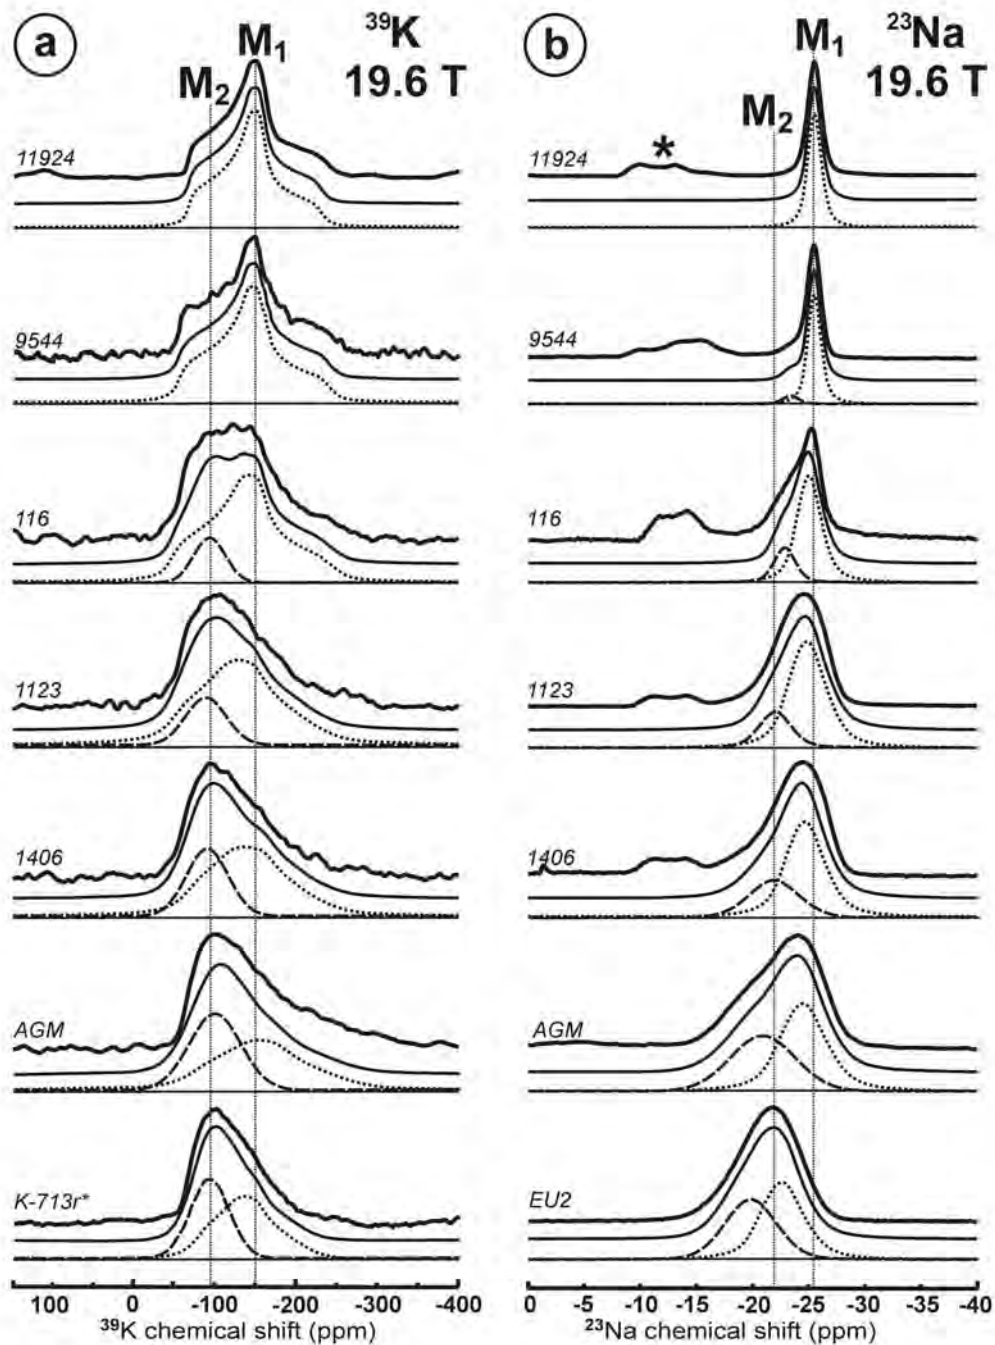 a
³⁹K
19.6 T
M₁
M₂
11924
9544
116
1123
1406
AGM
K-713r*
100 0 -100 -200 -300 -400
³⁹K chemical shift (ppm)
b
²³Na
19.6 T
M₁
M₂
*
11924
9544
116
1123
1406
AGM
EU2
0 -5 -10 -15 -20 -25 -30 -35 -40
²³Na chemical shift (ppm)